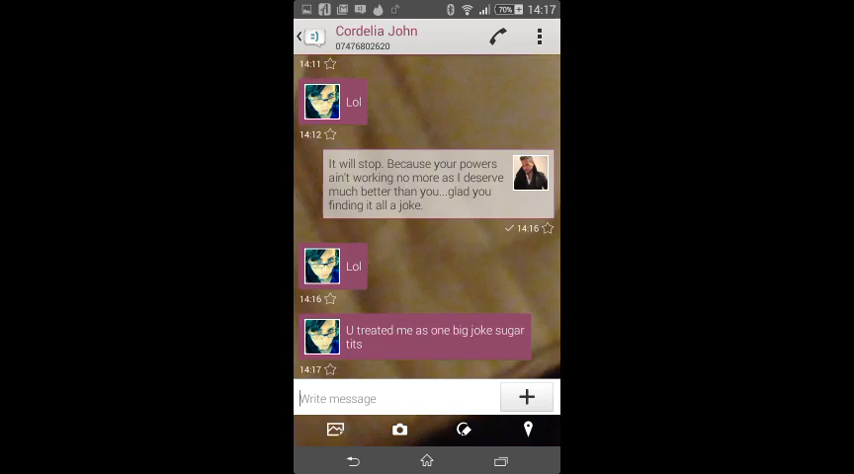 70%
14:17
Cordelia John
07476802620
14:11
Lol
14:12
It will stop. Because your powers
ain't working no more as I deserve
much better than you...glad you
finding it all a joke.
14:16
Lol
14:16
U treated me as one big joke sugar
tits
14:17
Write message